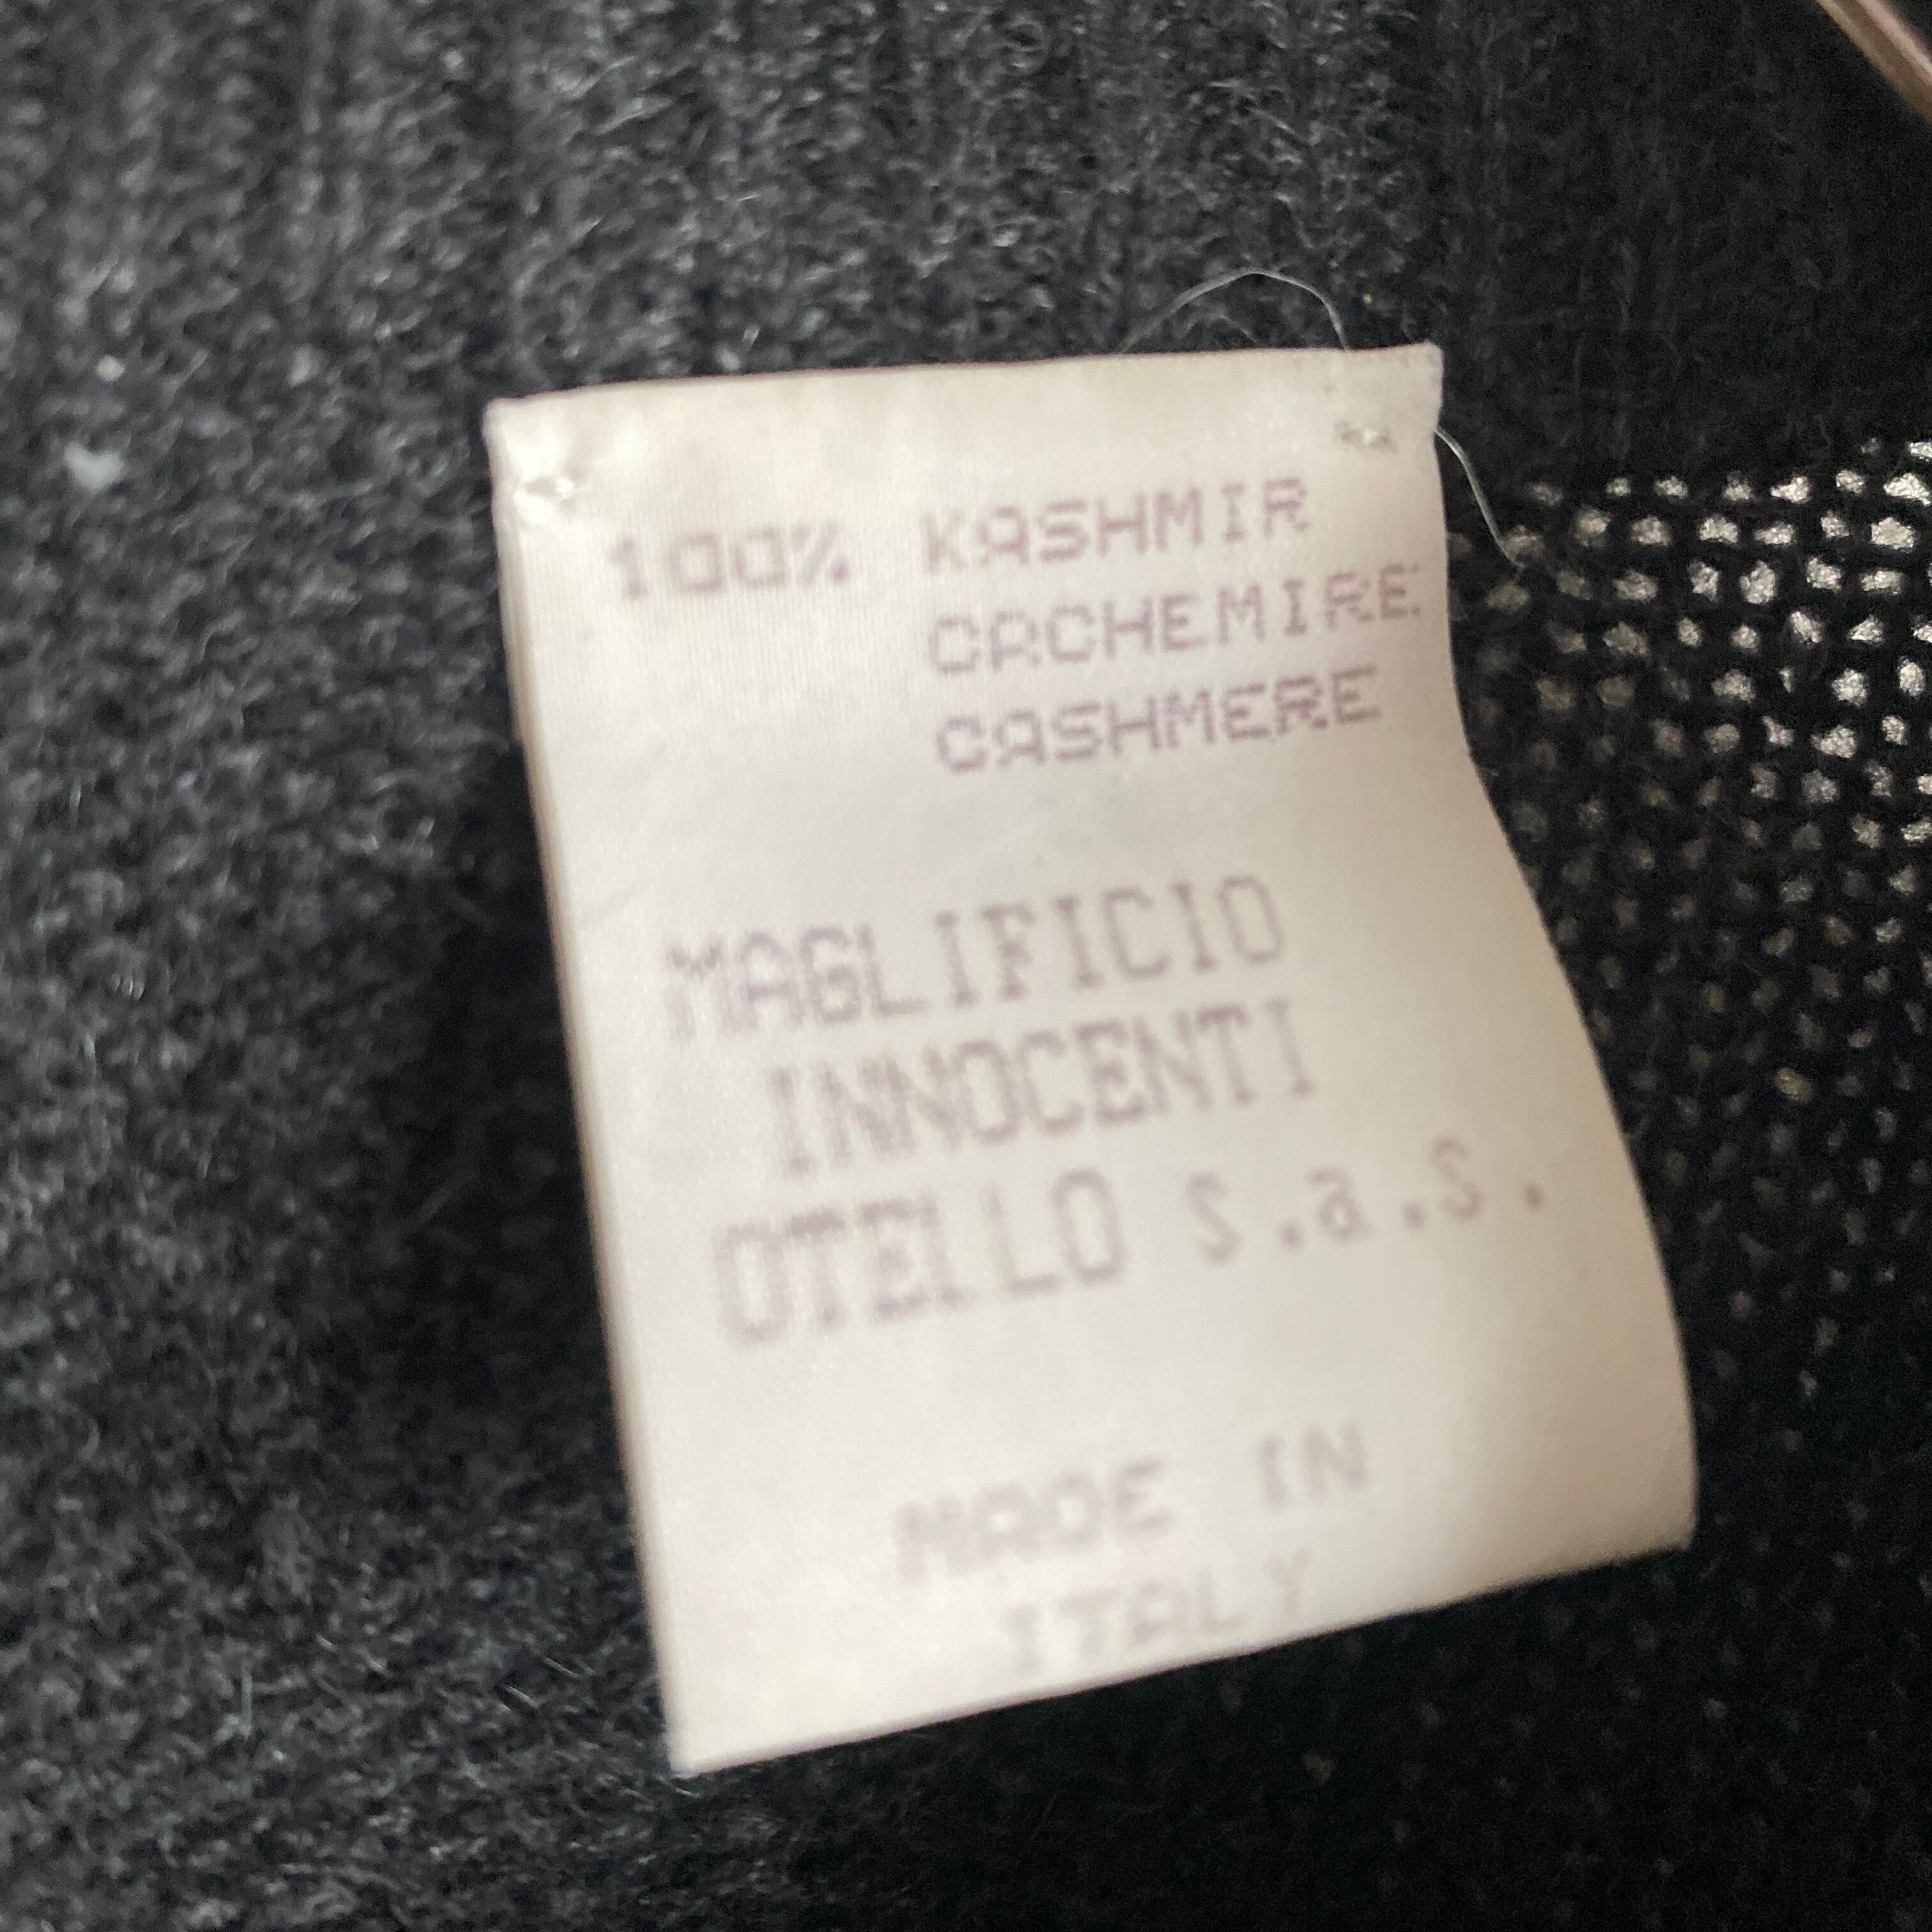 100% KASHMIR
CACHEMIRE
CASHMERE
MAGLIFICIO
INNOCENTI
OTELLO s.a.s.
MADE IN
ITALY